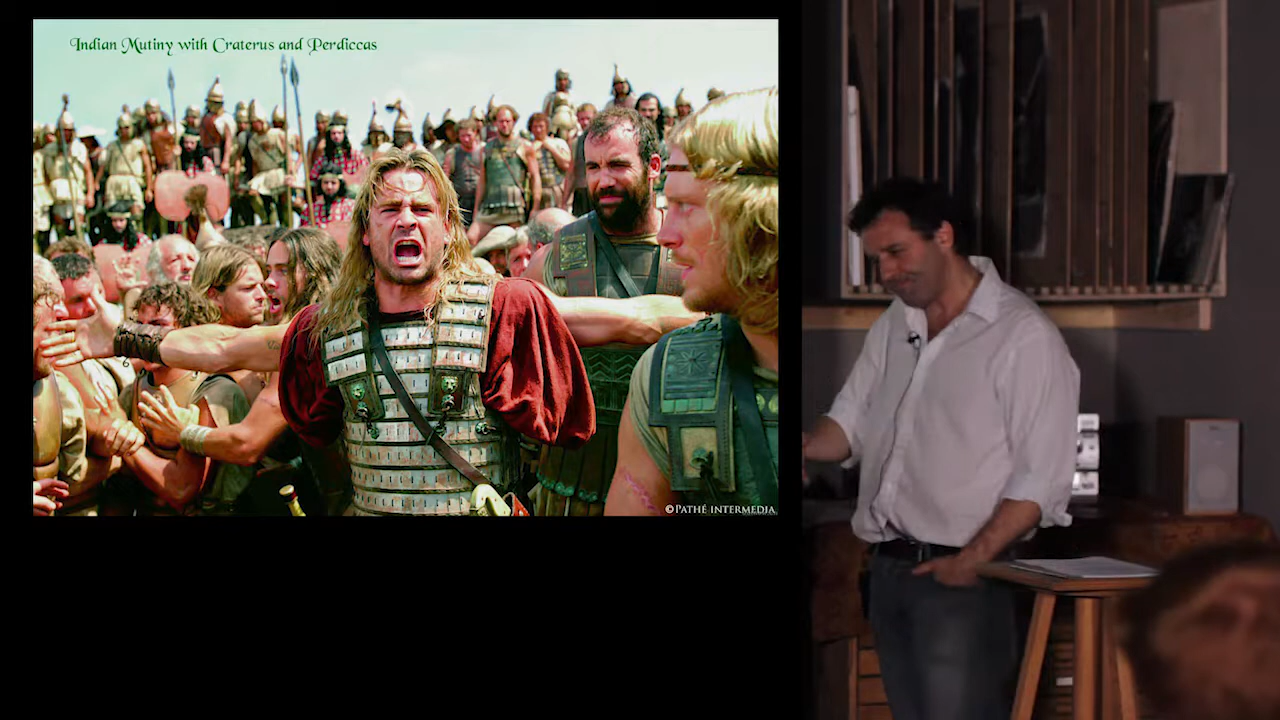 Indian Mutiny with Craterus and Perdiccas
©PATHÉ INTERMEDIA